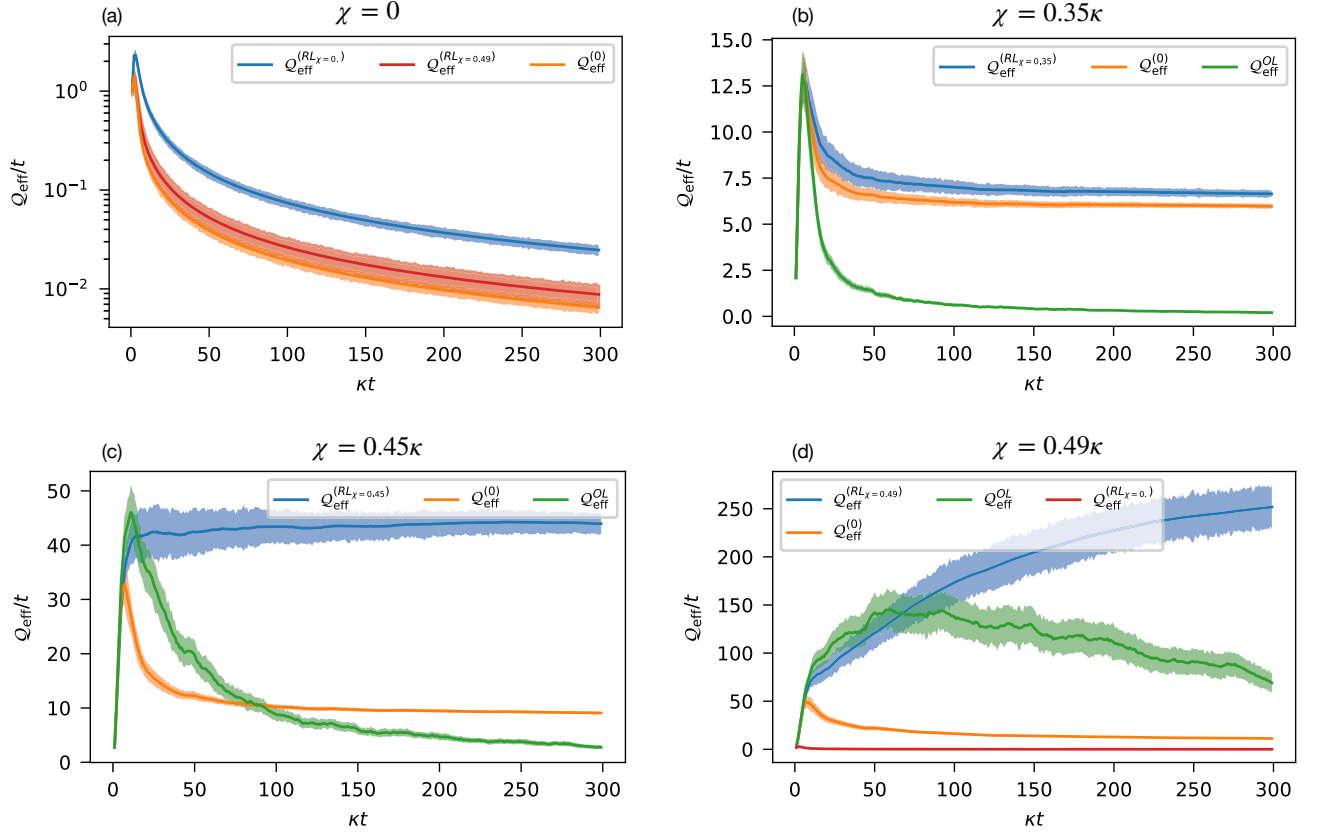 (a) χ = 0
𝒬_eff^(RL_χ=0.) 𝒬_eff^(RL_χ=0.49) 𝒬_eff^(0)
10⁰
10⁻¹
10⁻²
𝒬_eff/t
0 50 100 150 200 250 300
κt
(b) χ = 0.35κ
𝒬_eff^(RL_χ=0.35) 𝒬_eff^(0) 𝒬_eff^OL
15.0
12.5
10.0
7.5
5.0
2.5
0.0
𝒬_eff/t
0 50 100 150 200 250 300
κt
(c) χ = 0.45κ
𝒬_eff^(RL_χ=0.45) 𝒬_eff^(0) 𝒬_eff^OL
50
40
30
20
10
0
𝒬_eff/t
0 50 100 150 200 250 300
κt
(d) χ = 0.49κ
𝒬_eff^(RL_χ=0.49) 𝒬_eff^OL 𝒬_eff^(RL_χ=0.)
𝒬_eff^(0)
250
200
150
100
50
0
𝒬_eff/t
0 50 100 150 200 250 300
κt